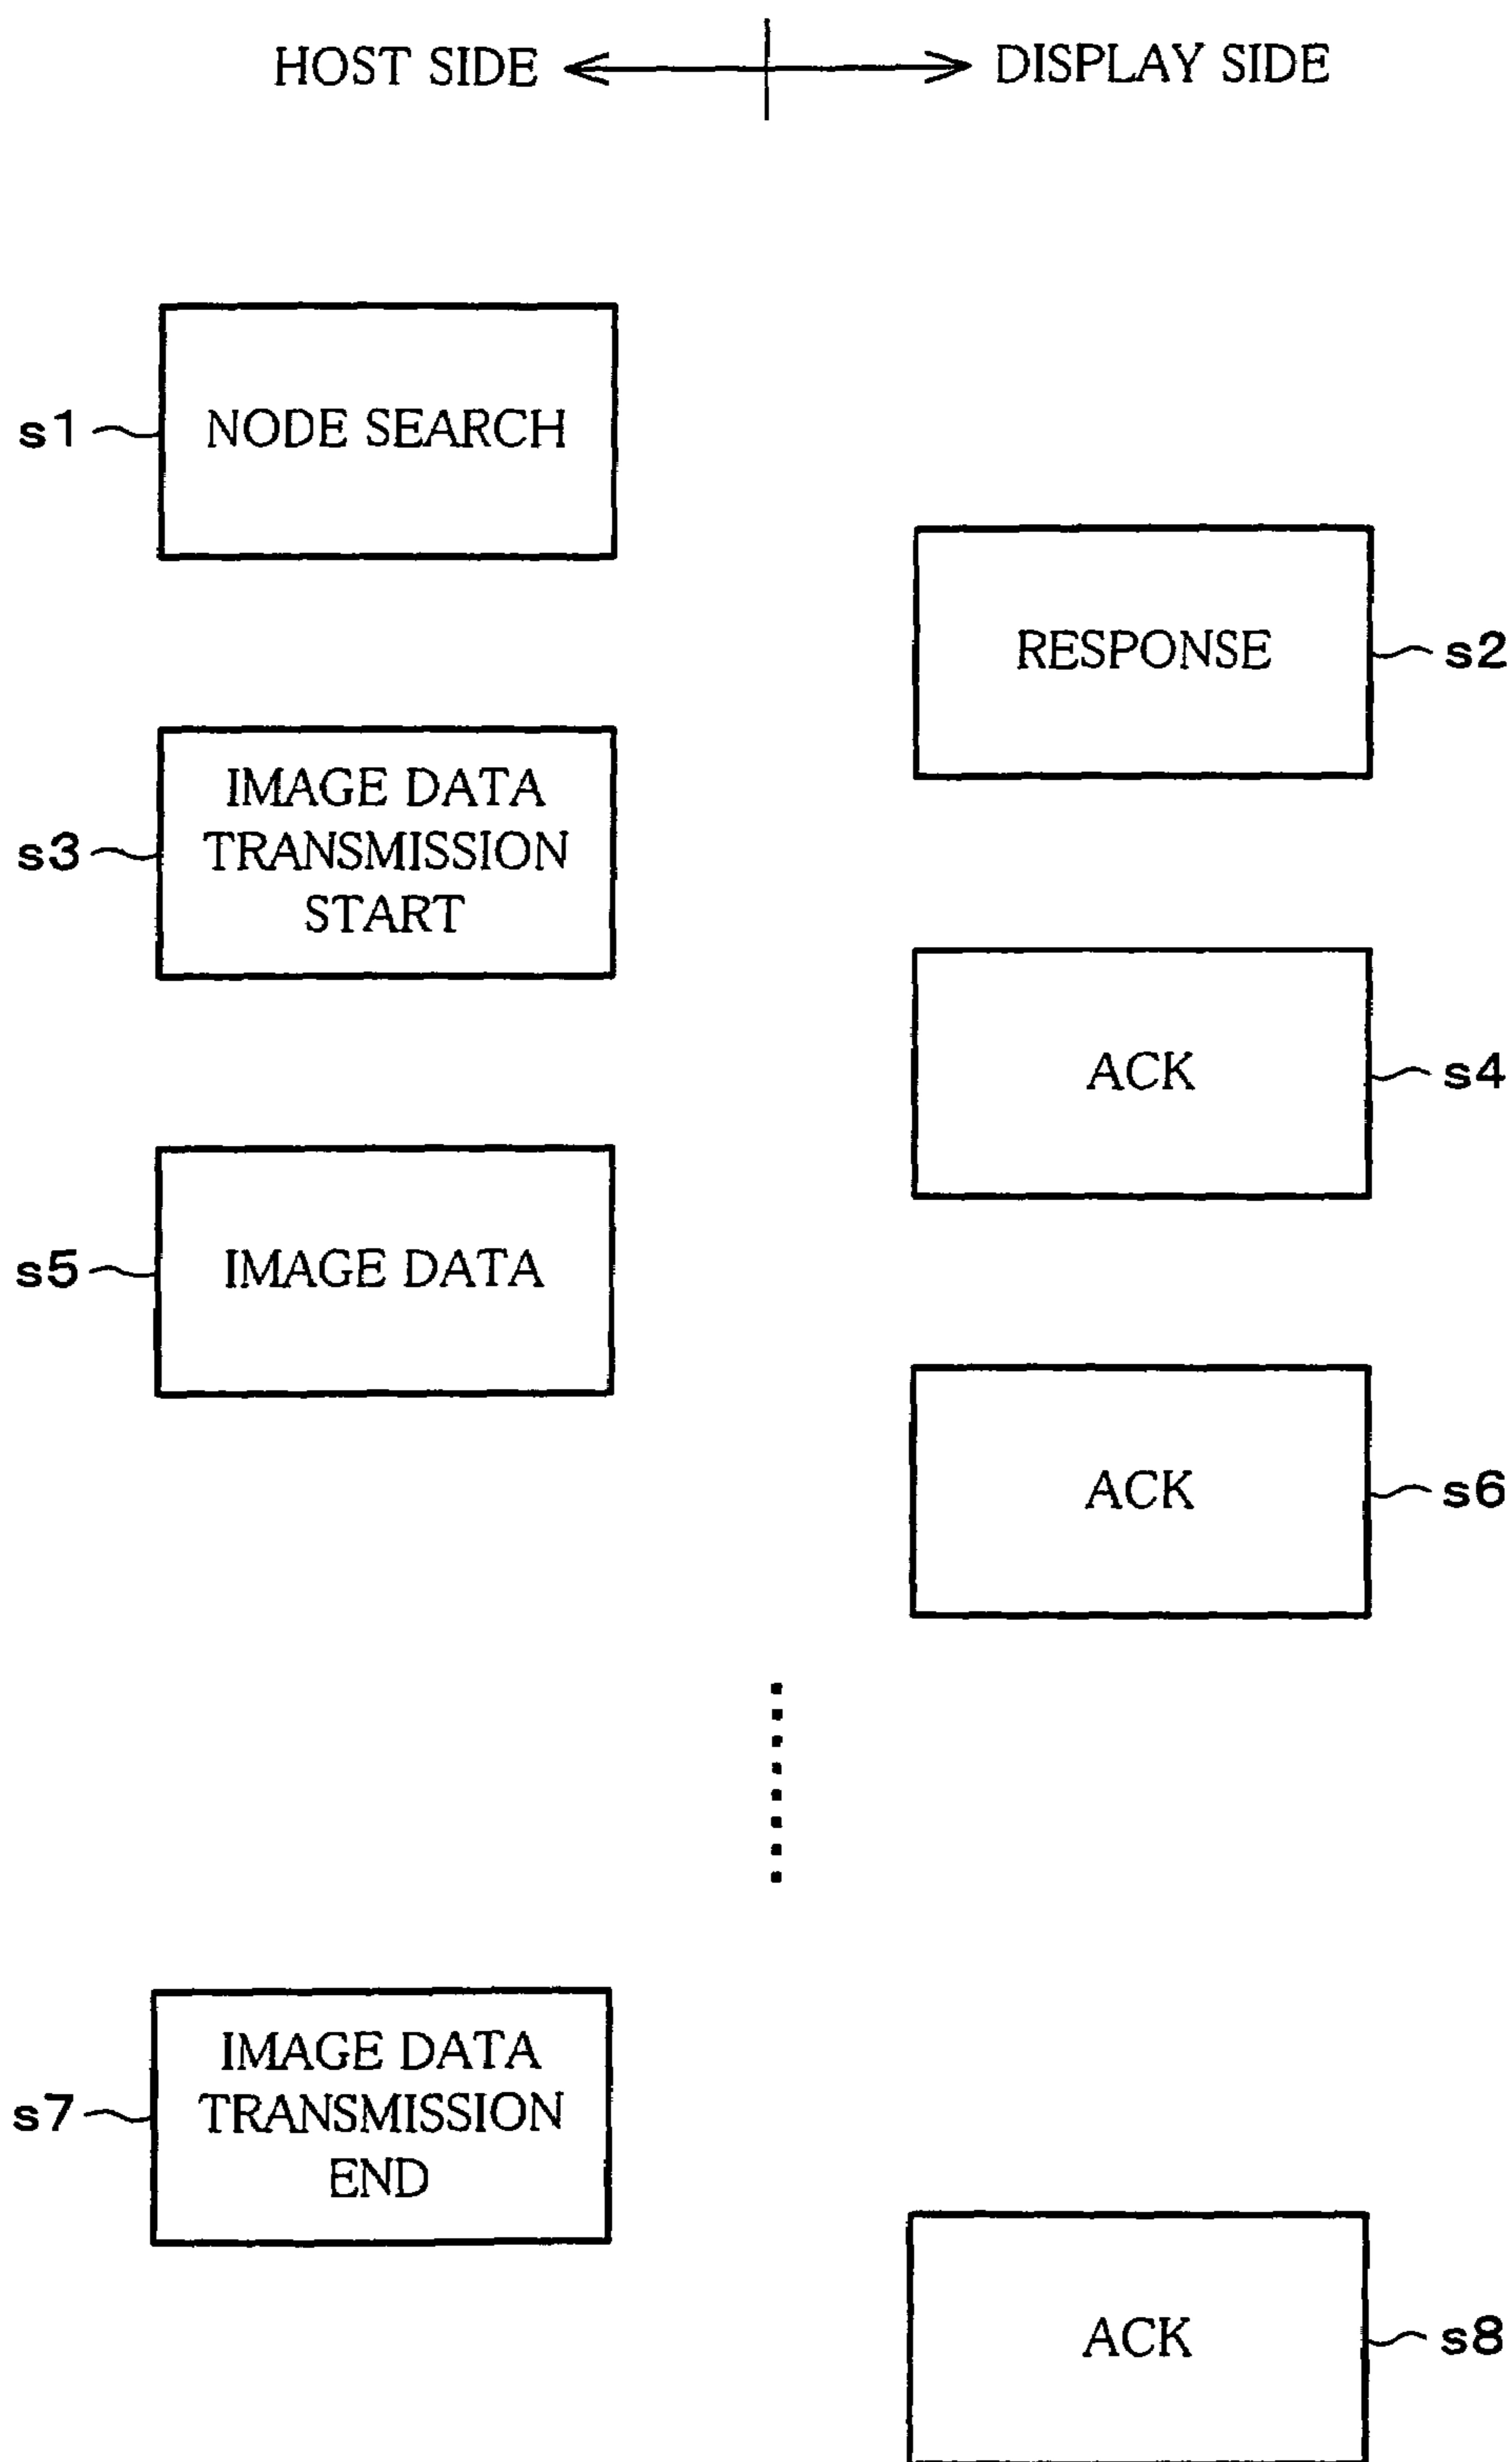 HOST SIDE DISPLAY SIDE
s1 NODE SEARCH
RESPONSE s2
IMAGE DATA
s3 TRANSMISSION
START
ACK s4
s5 IMAGE DATA
ACK s6
IMAGE DATA
s7 TRANSMISSION
END
ACK s8